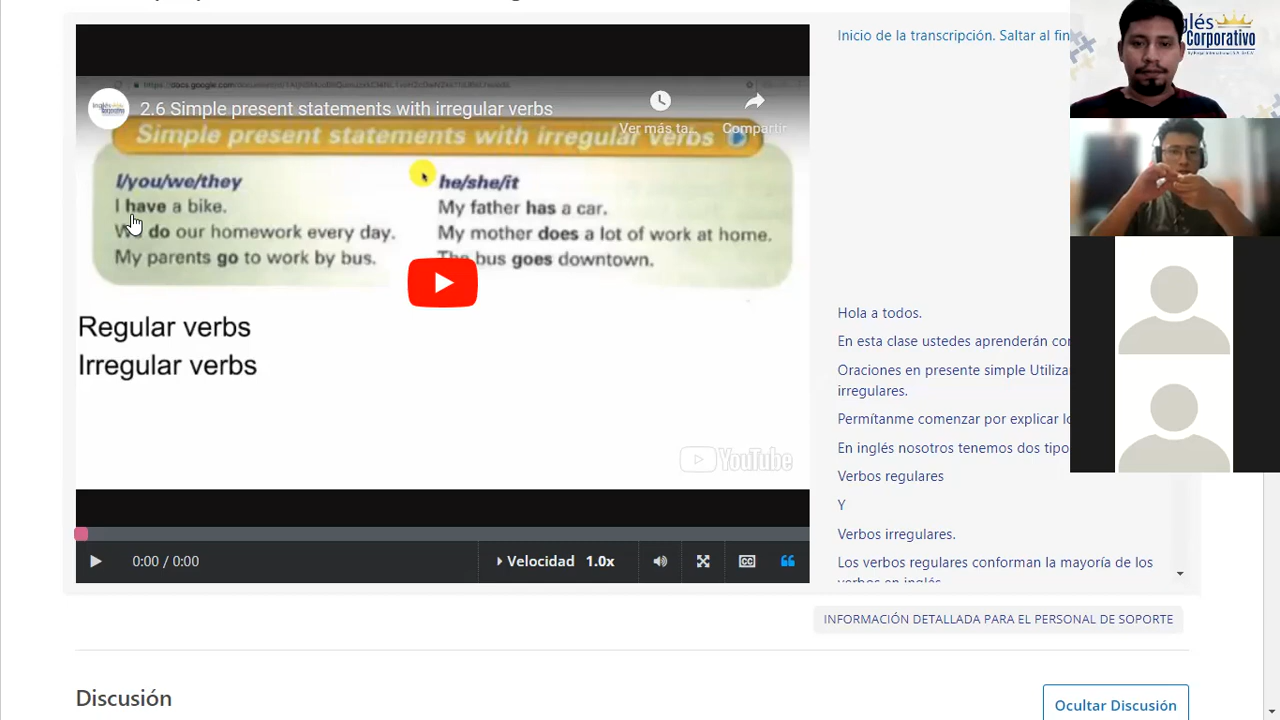 Inicio de la transcripción. Saltar al fin
Inglés
Corporativo
2.6 Simple present statements with irregular verbs
Ver más ta...
Compartir
Simple present statements with irregular verbs
I/you/we/they
he/she/it
I have a bike.
My father has a car.
We do our homework every day.
My mother does a lot of work at home.
My parents go to work by bus.
The bus goes downtown.
Regular verbs
Irregular verbs
YouTube
Hola a todos.
En esta clase ustedes aprenderán
Oraciones en presente simple
irregulares.
Permítanme comenzar por explicar
En inglés nosotros tenemos dos
Verbos regulares
Y
Verbos irregulares.
Los verbos regulares conforman la mayoría de los
verbos en inglés
0:00 / 0:00
Velocidad 1.0x
CC
INFORMACIÓN DETALLADA PARA EL PERSONAL DE SOPORTE
Discusión
Ocultar Discusión